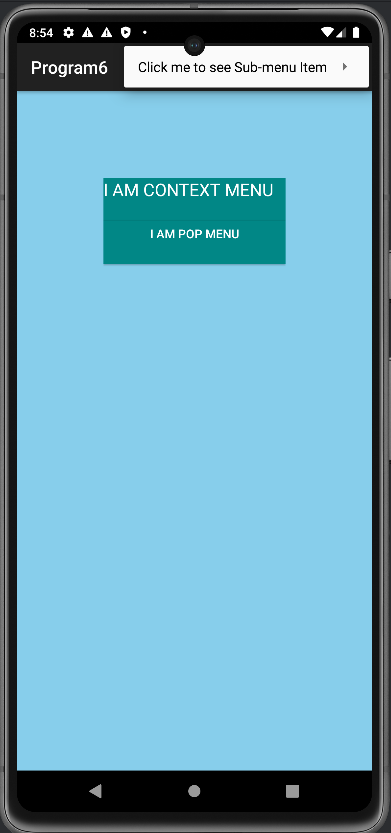 8:54
Program6
Click me to see Sub-menu Item
I AM CONTEXT MENU
I AM POP MENU